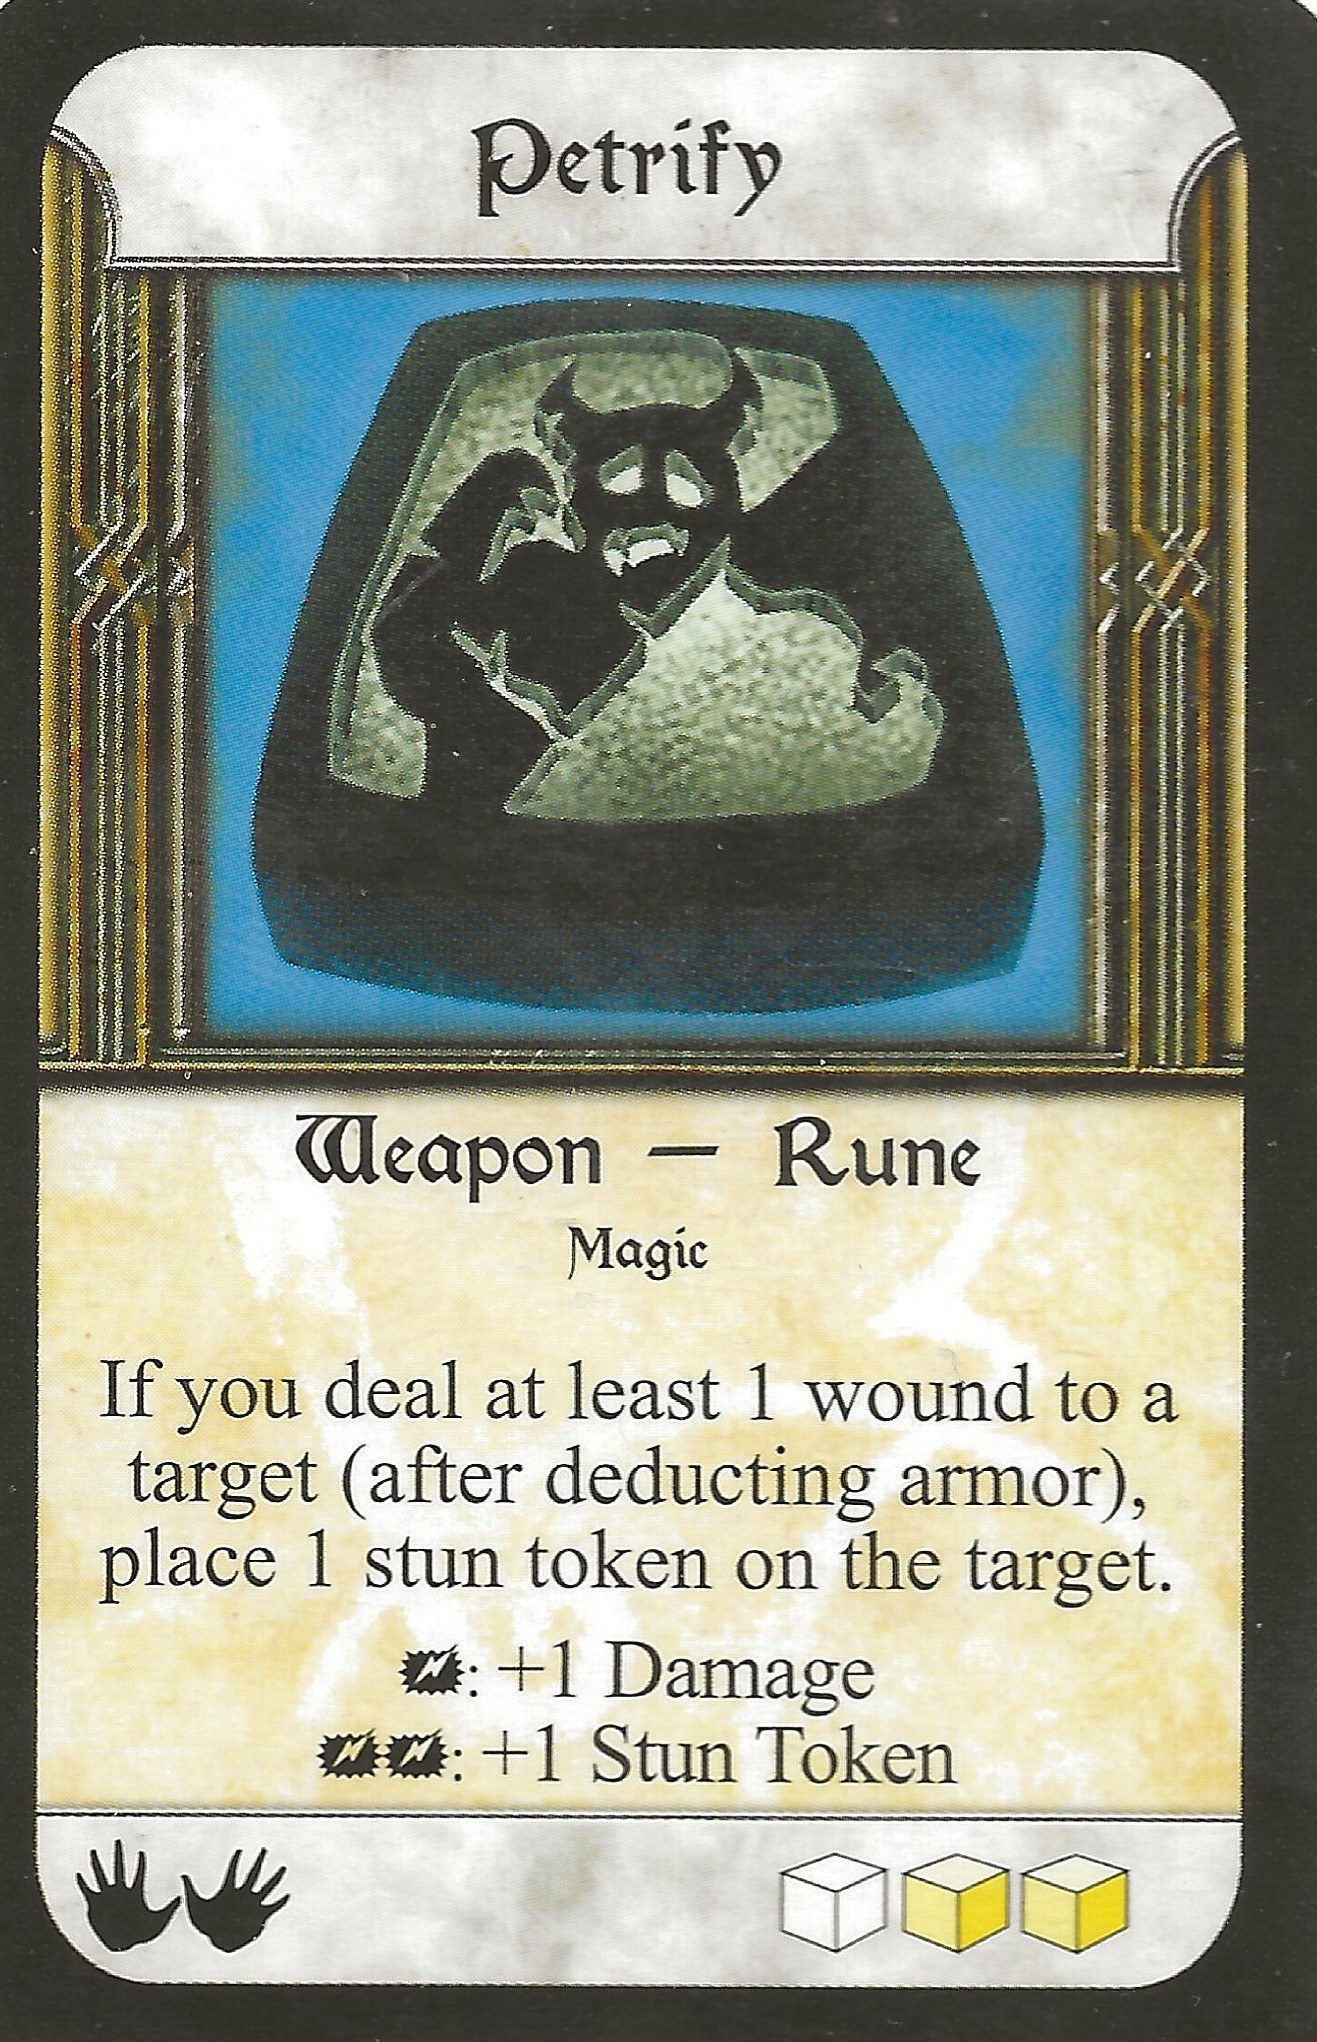 Petrify
Weapon — Rune
Magic
If you deal at least 1 wound to a
target (after deducting armor),
place 1 stun token on the target.
: +1 Damage
: +1 Stun Token